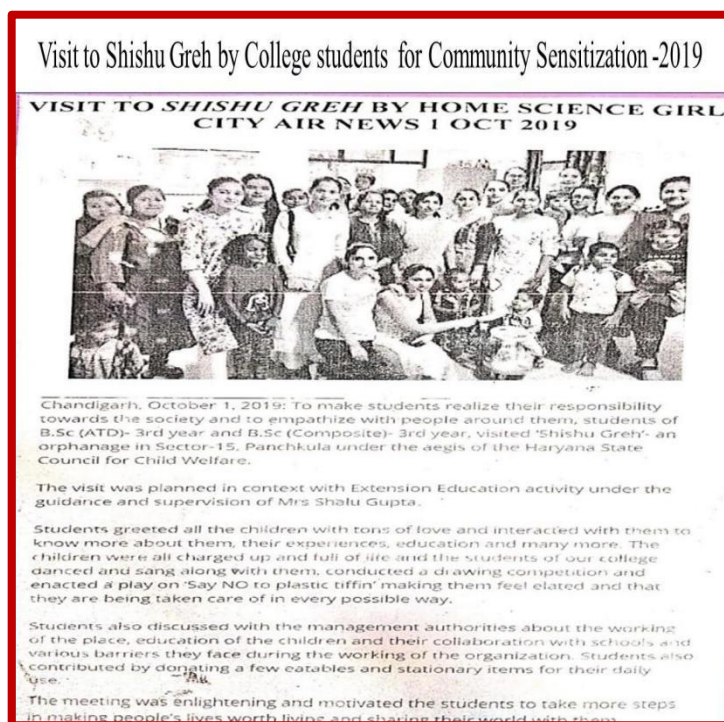 Visit to Shishu Greh by College students for Community Sensitization -2019
VISIT TO SHISHU GREH BY HOME SCIENCE GIRL
CITY AIR NEWS 1 OCT 2019
Chandigarh, October 1, 2019: To make students realize their responsibility
towards the society and to empathize with people around them, students of
B.Sc (ATD)- 3rd year and B.Sc (Composite)- 3rd year, visited 'Shishu Greh'- an
orphanage in Sector-15, Panchkula under the aegis of the Haryana State
Council for Child Welfare.
The visit was planned in context with Extension Education activity under the
guidance and supervision of Mrs Shalu Gupta.
Students greeted all the children with tons of love and interacted with them to
know more about them, their experiences, education and many more. The
children were all charged up and full of life and the students of our college
danced and sang along with them, conducted a drawing competition and
enacted a play on 'Say NO to plastic tiffin' making them feel elated and that
they are being taken care of in every possible way.
Students also discussed with the management authorities about the working
of the place, education of the children and their collaboration with schools and
various barriers they face during the working of the organization. Students also
contributed by donating a few eatables and stationary items for their daily
use.
The meeting was enlightening and motivated the students to take more steps
in making people's lives worth living and sharing their world with them.